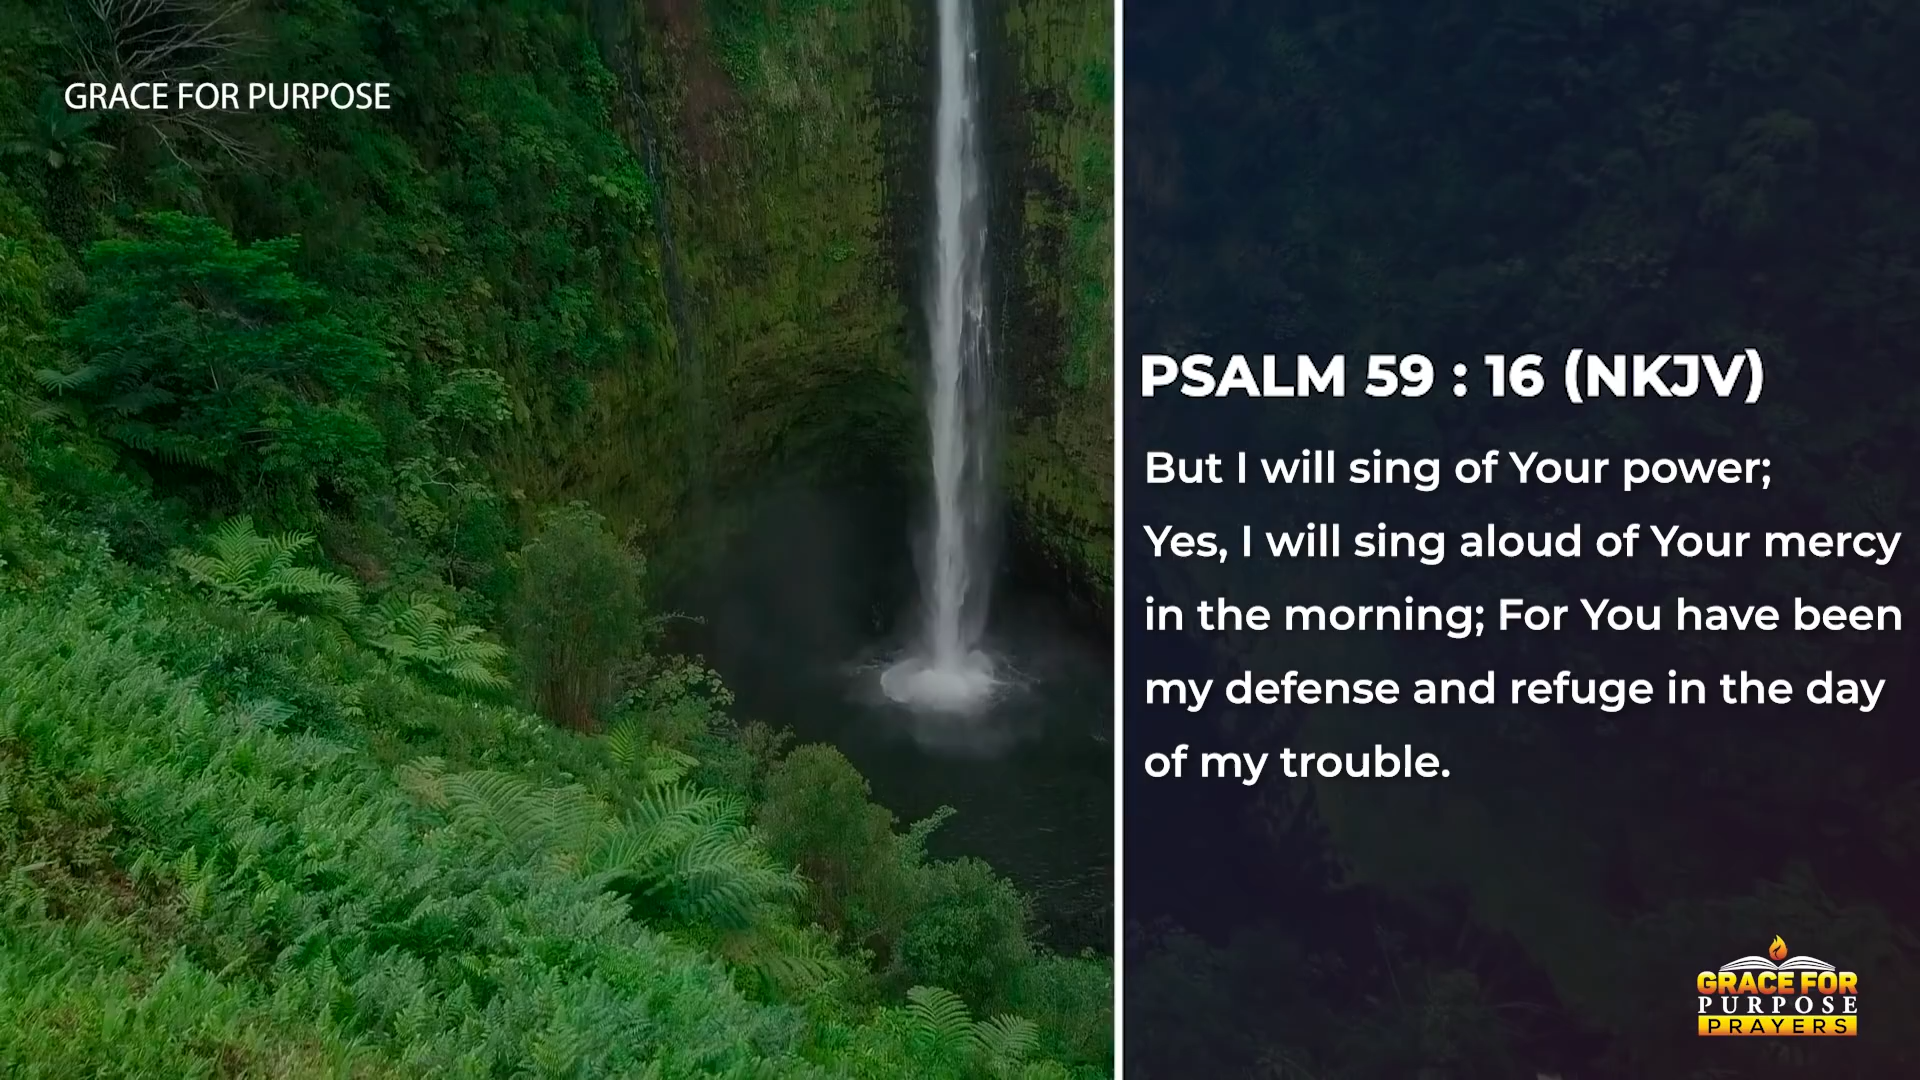 GRACE FOR PURPOSE
PSALM 59 : 16 (NKJV)
But I will sing of Your power;
Yes, I will sing aloud of Your mercy
in the morning; For You have been
my defense and refuge in the day
of my trouble.
GRACE FOR
PURPOSE
PRAYERS